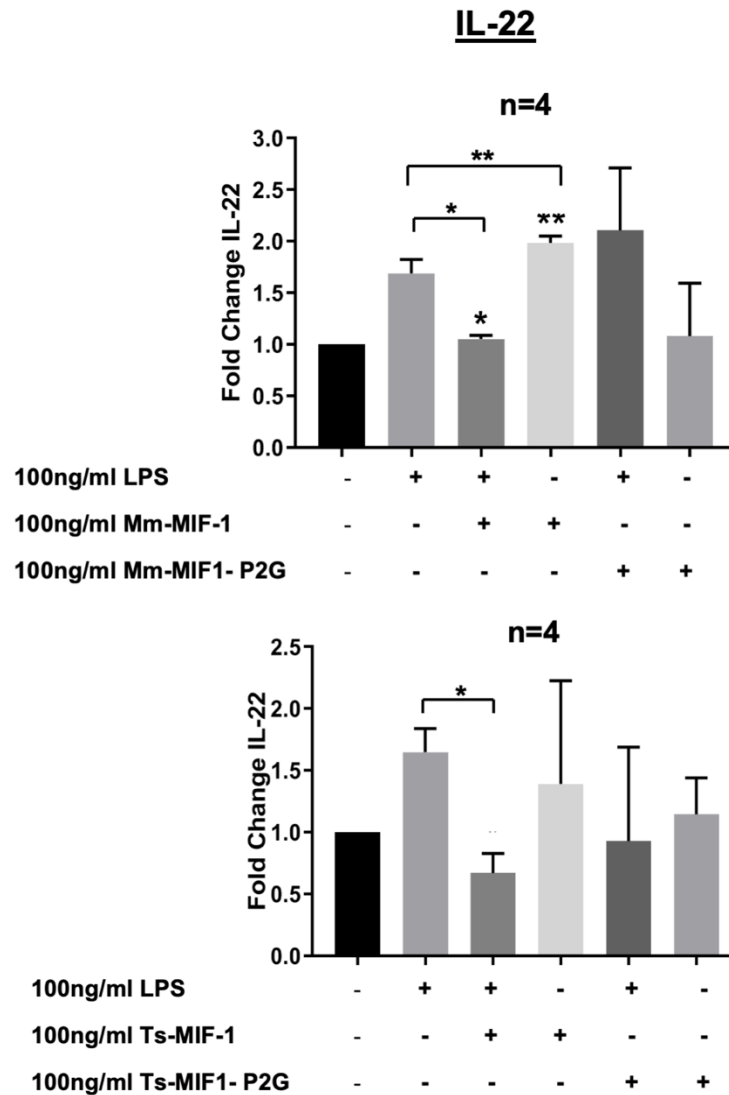 IL-22
n=4
Fold Change IL-22
3.0
2.5
2.0
1.5
1.0
0.5
0.0
**
*
**
*
100ng/ml LPS - + + - + -
100ng/ml Mm-MIF-1 - - + + - -
100ng/ml Mm-MIF1- P2G - - - - + +
n=4
Fold Change IL-22
2.5
2.0
1.5
1.0
0.5
0.0
*
100ng/ml LPS - + + - + -
100ng/ml Ts-MIF-1 - - + + - -
100ng/ml Ts-MIF1- P2G - - - - + +